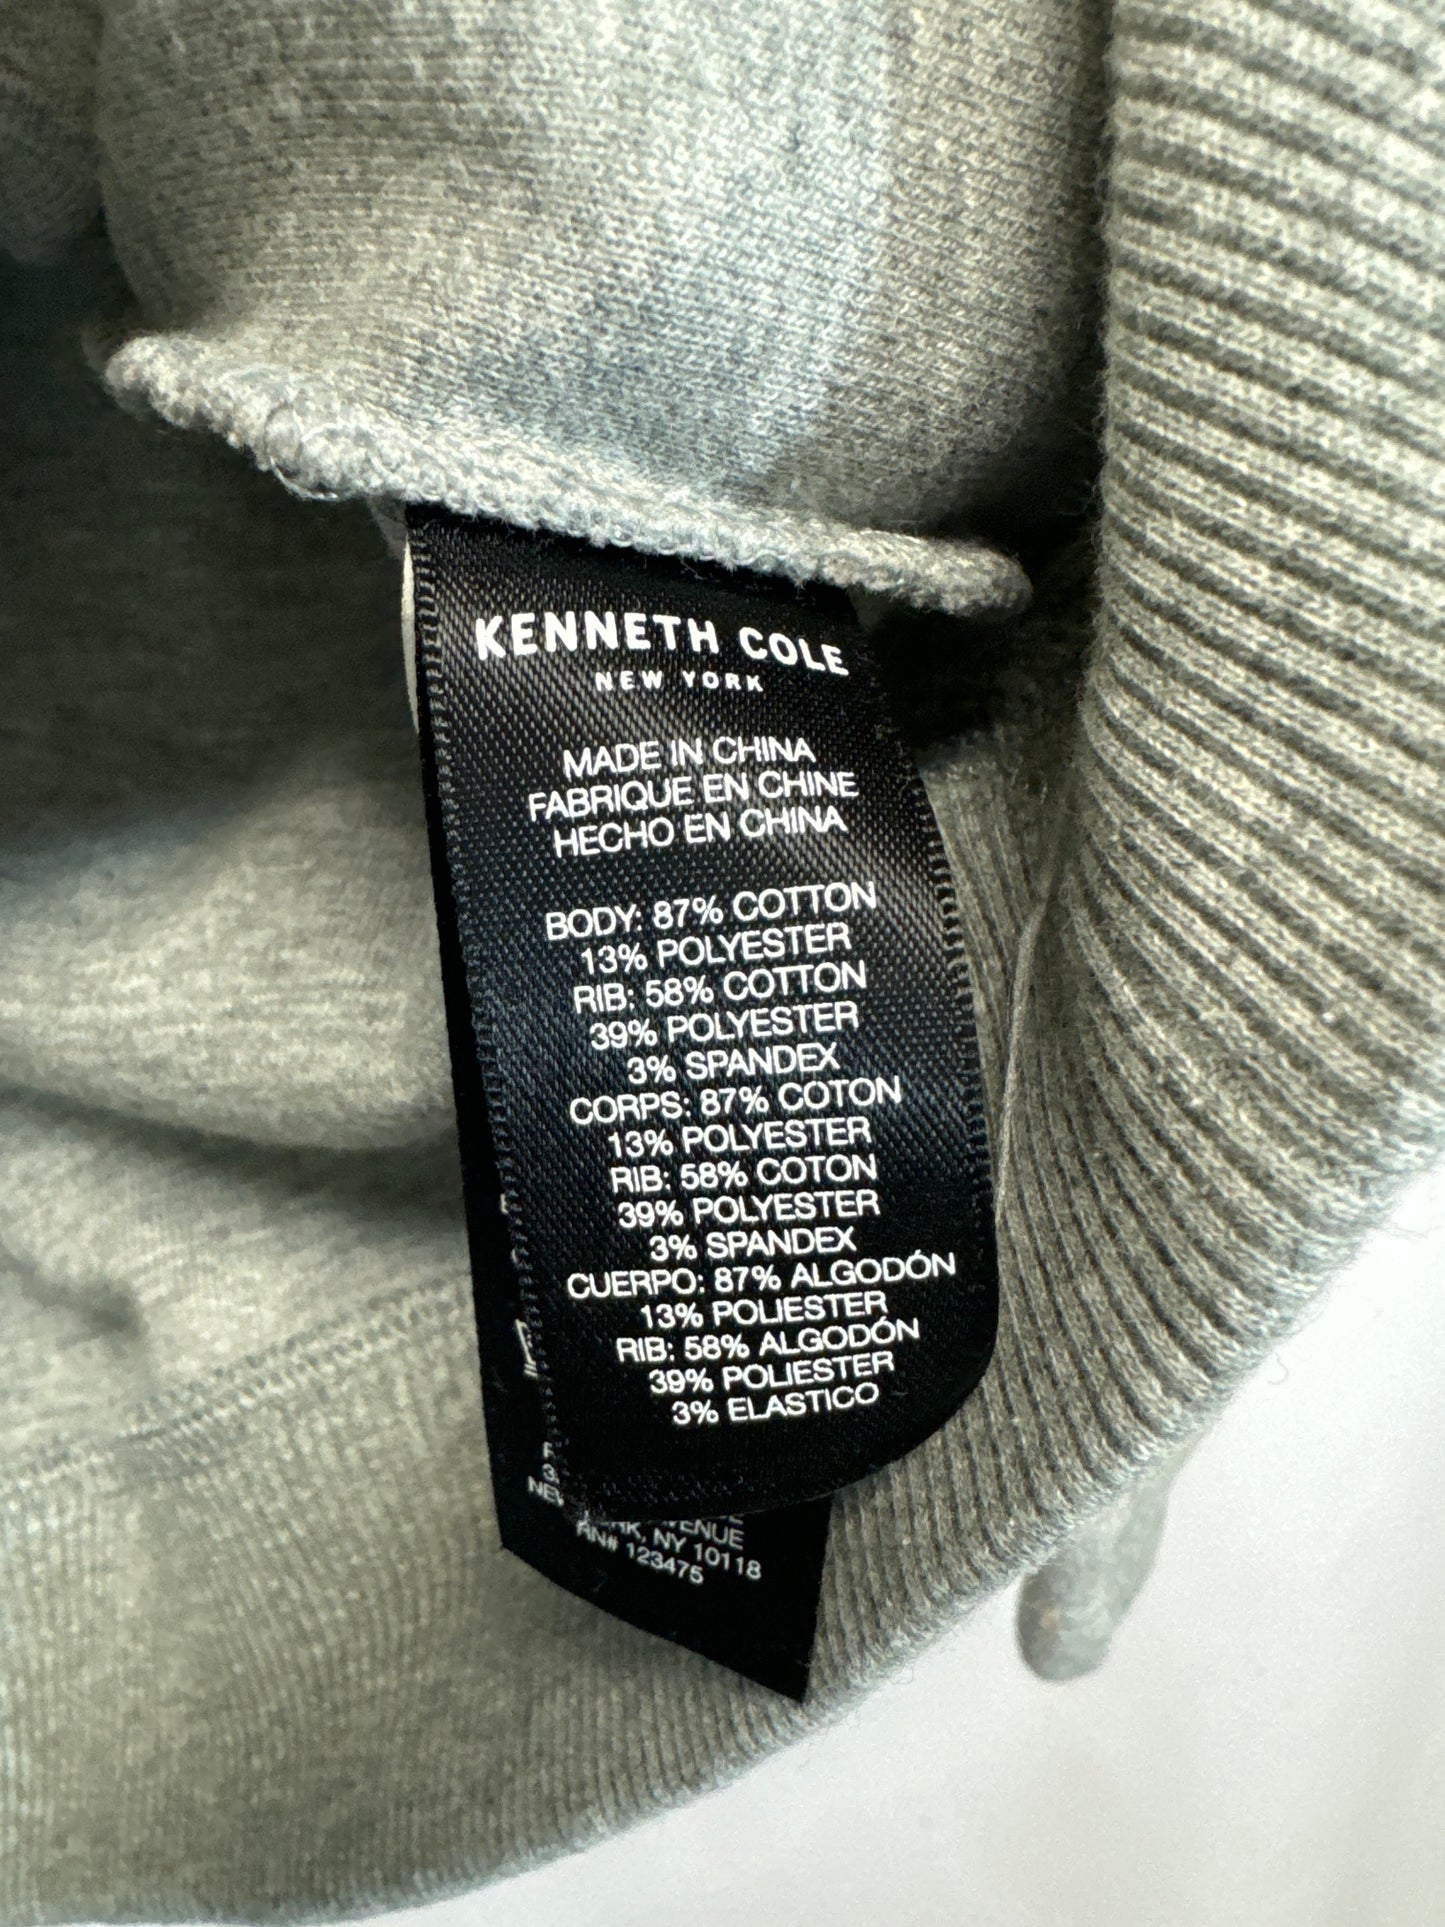 KENNETH COLE
NEW YORK
MADE IN CHINA
FABRIQUE EN CHINE
HECHO EN CHINA
BODY: 87% COTTON
13% POLYESTER
RIB: 58% COTTON
39% POLYESTER
3% SPANDEX
CORPS: 87% COTON
13% POLYESTER
RIB: 58% COTON
39% POLYESTER
3% SPANDEX
CUERPO: 87% ALGODÓN
13% POLIESTER
RIB: 58% ALGODÓN
39% POLIESTER
3% ELASTICO
NY 10118
RN# 123475